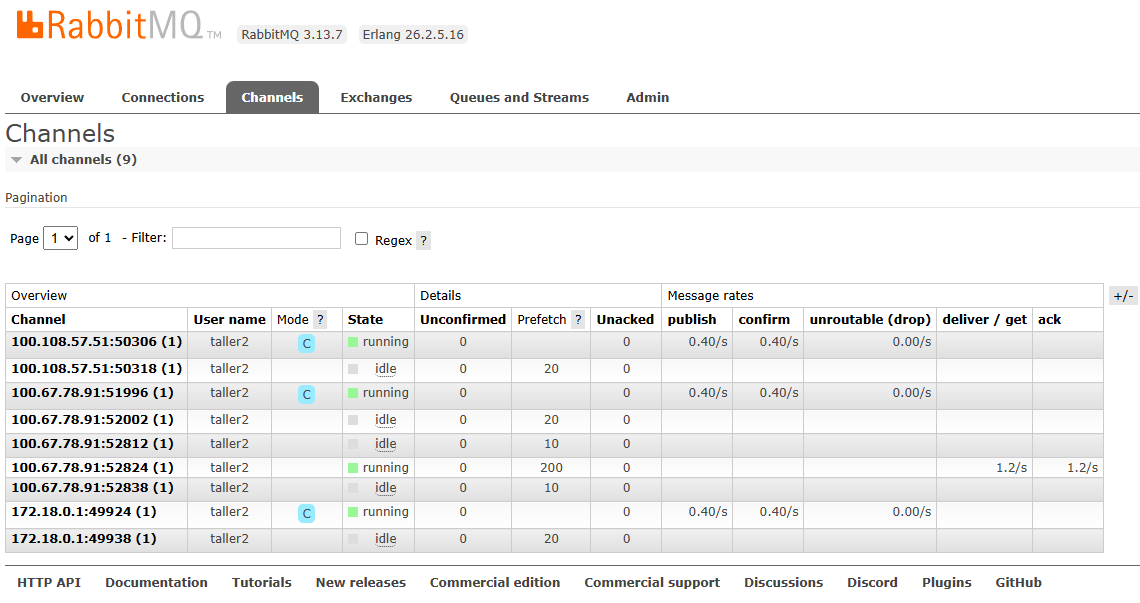 RabbitMQ TM RabbitMQ 3.13.7 Erlang 26.2.5.16
Overview Connections Channels Exchanges Queues and Streams Admin
Channels
All channels (9)
Pagination
Page 1 of 1 - Filter: Regex ?
Overview Details Message rates +/-
Channel User name Mode ? State Unconfirmed Prefetch ? Unacked publish confirm unroutable (drop) deliver / get ack
100.108.57.51:50306 (1) taller2 C running 0 0 0.40/s 0.40/s 0.00/s
100.108.57.51:50318 (1) taller2 idle 0 20 0
100.67.78.91:51996 (1) taller2 C running 0 0 0.40/s 0.40/s 0.00/s
100.67.78.91:52002 (1) taller2 idle 0 20 0
100.67.78.91:52812 (1) taller2 idle 0 10 0
100.67.78.91:52824 (1) taller2 running 0 200 0 1.2/s 1.2/s
100.67.78.91:52838 (1) taller2 idle 0 10 0
172.18.0.1:49924 (1) taller2 C running 0 0 0.40/s 0.40/s 0.00/s
172.18.0.1:49938 (1) taller2 idle 0 20 0
HTTP API Documentation Tutorials New releases Commercial edition Commercial support Discussions Discord Plugins GitHub